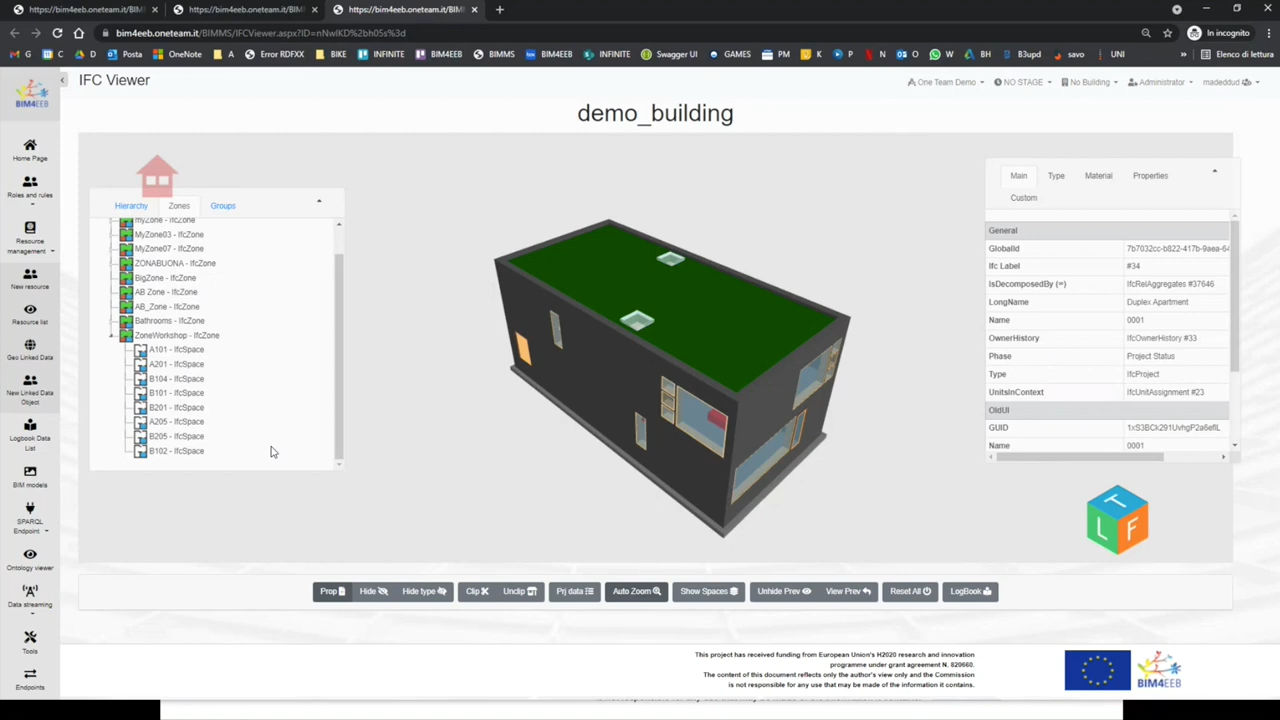 https://bim4eeb.oneteam.it/BIMMS/
https://bim4eeb.oneteam.it/BIMMS/
https://bim4eeb.oneteam.it/BIMMS/
bim4eeb.oneteam.it/BIMMS/IFCViewer.aspx?ID=nNwIKD%2bh05s%3d
In incognito
G
C
D
Posta
OneNote
A
Error RDFXX
BIKE
INFINITE
BIM4EEB
BIMMS
BIM4EEB
INFINITE
Swagger UI
GAMES
PM
K
P
N
O
W
BH
B3upd
savo
UNI
Elenco di lettura
BIM4EEB
IFC Viewer
One Team Demo
NO STAGE
No Building
Administrator
madeddud
demo_building
Home Page
Roles and rules
Resource management
New resource
Resource list
Geo Linked Data
New Linked Data Object
Logbook Data List
BIM models
SPARQL Endpoint
Ontology viewer
Data streaming
Tools
Endpoints
Hierarchy Zones Groups
MyZone - IfcZone
MyZone03 - IfcZone
MyZone07 - IfcZone
ZONABUONA - IfcZone
BigZone - IfcZone
AB Zone - IfcZone
AB_Zone - IfcZone
Bathrooms - IfcZone
ZoneWorkshop - IfcZone
A101 - IfcSpace
A201 - IfcSpace
B104 - IfcSpace
B101 - IfcSpace
B201 - IfcSpace
A205 - IfcSpace
B205 - IfcSpace
B102 - IfcSpace
Main Type Material Properties
Custom
General
GlobalId 7b7032cc-b822-417b-9aea-64
Ifc Label #34
IsDecomposedBy (=) IfcRelAggregates #37646
LongName Duplex Apartment
Name 0001
OwnerHistory IfcOwnerHistory #33
Phase Project Status
Type IfcProject
UnitsInContext IfcUnitAssignment #23
OldUI
GUID 1xS3BCk291UvhgP2a6eflL
Name 0001
T
L F
Prop Hide Hide type Clip Unclip Prj data Auto Zoom Show Spaces Unhide Prev View Prev Reset All LogBook
This project has received funding from European Union's H2020 research and innovation
programme under grant agreement N. 820660.
The content of this document reflects only the author's view only and the Commission
is not responsible for any use that may be made of the information it contains.
BIM4EEB